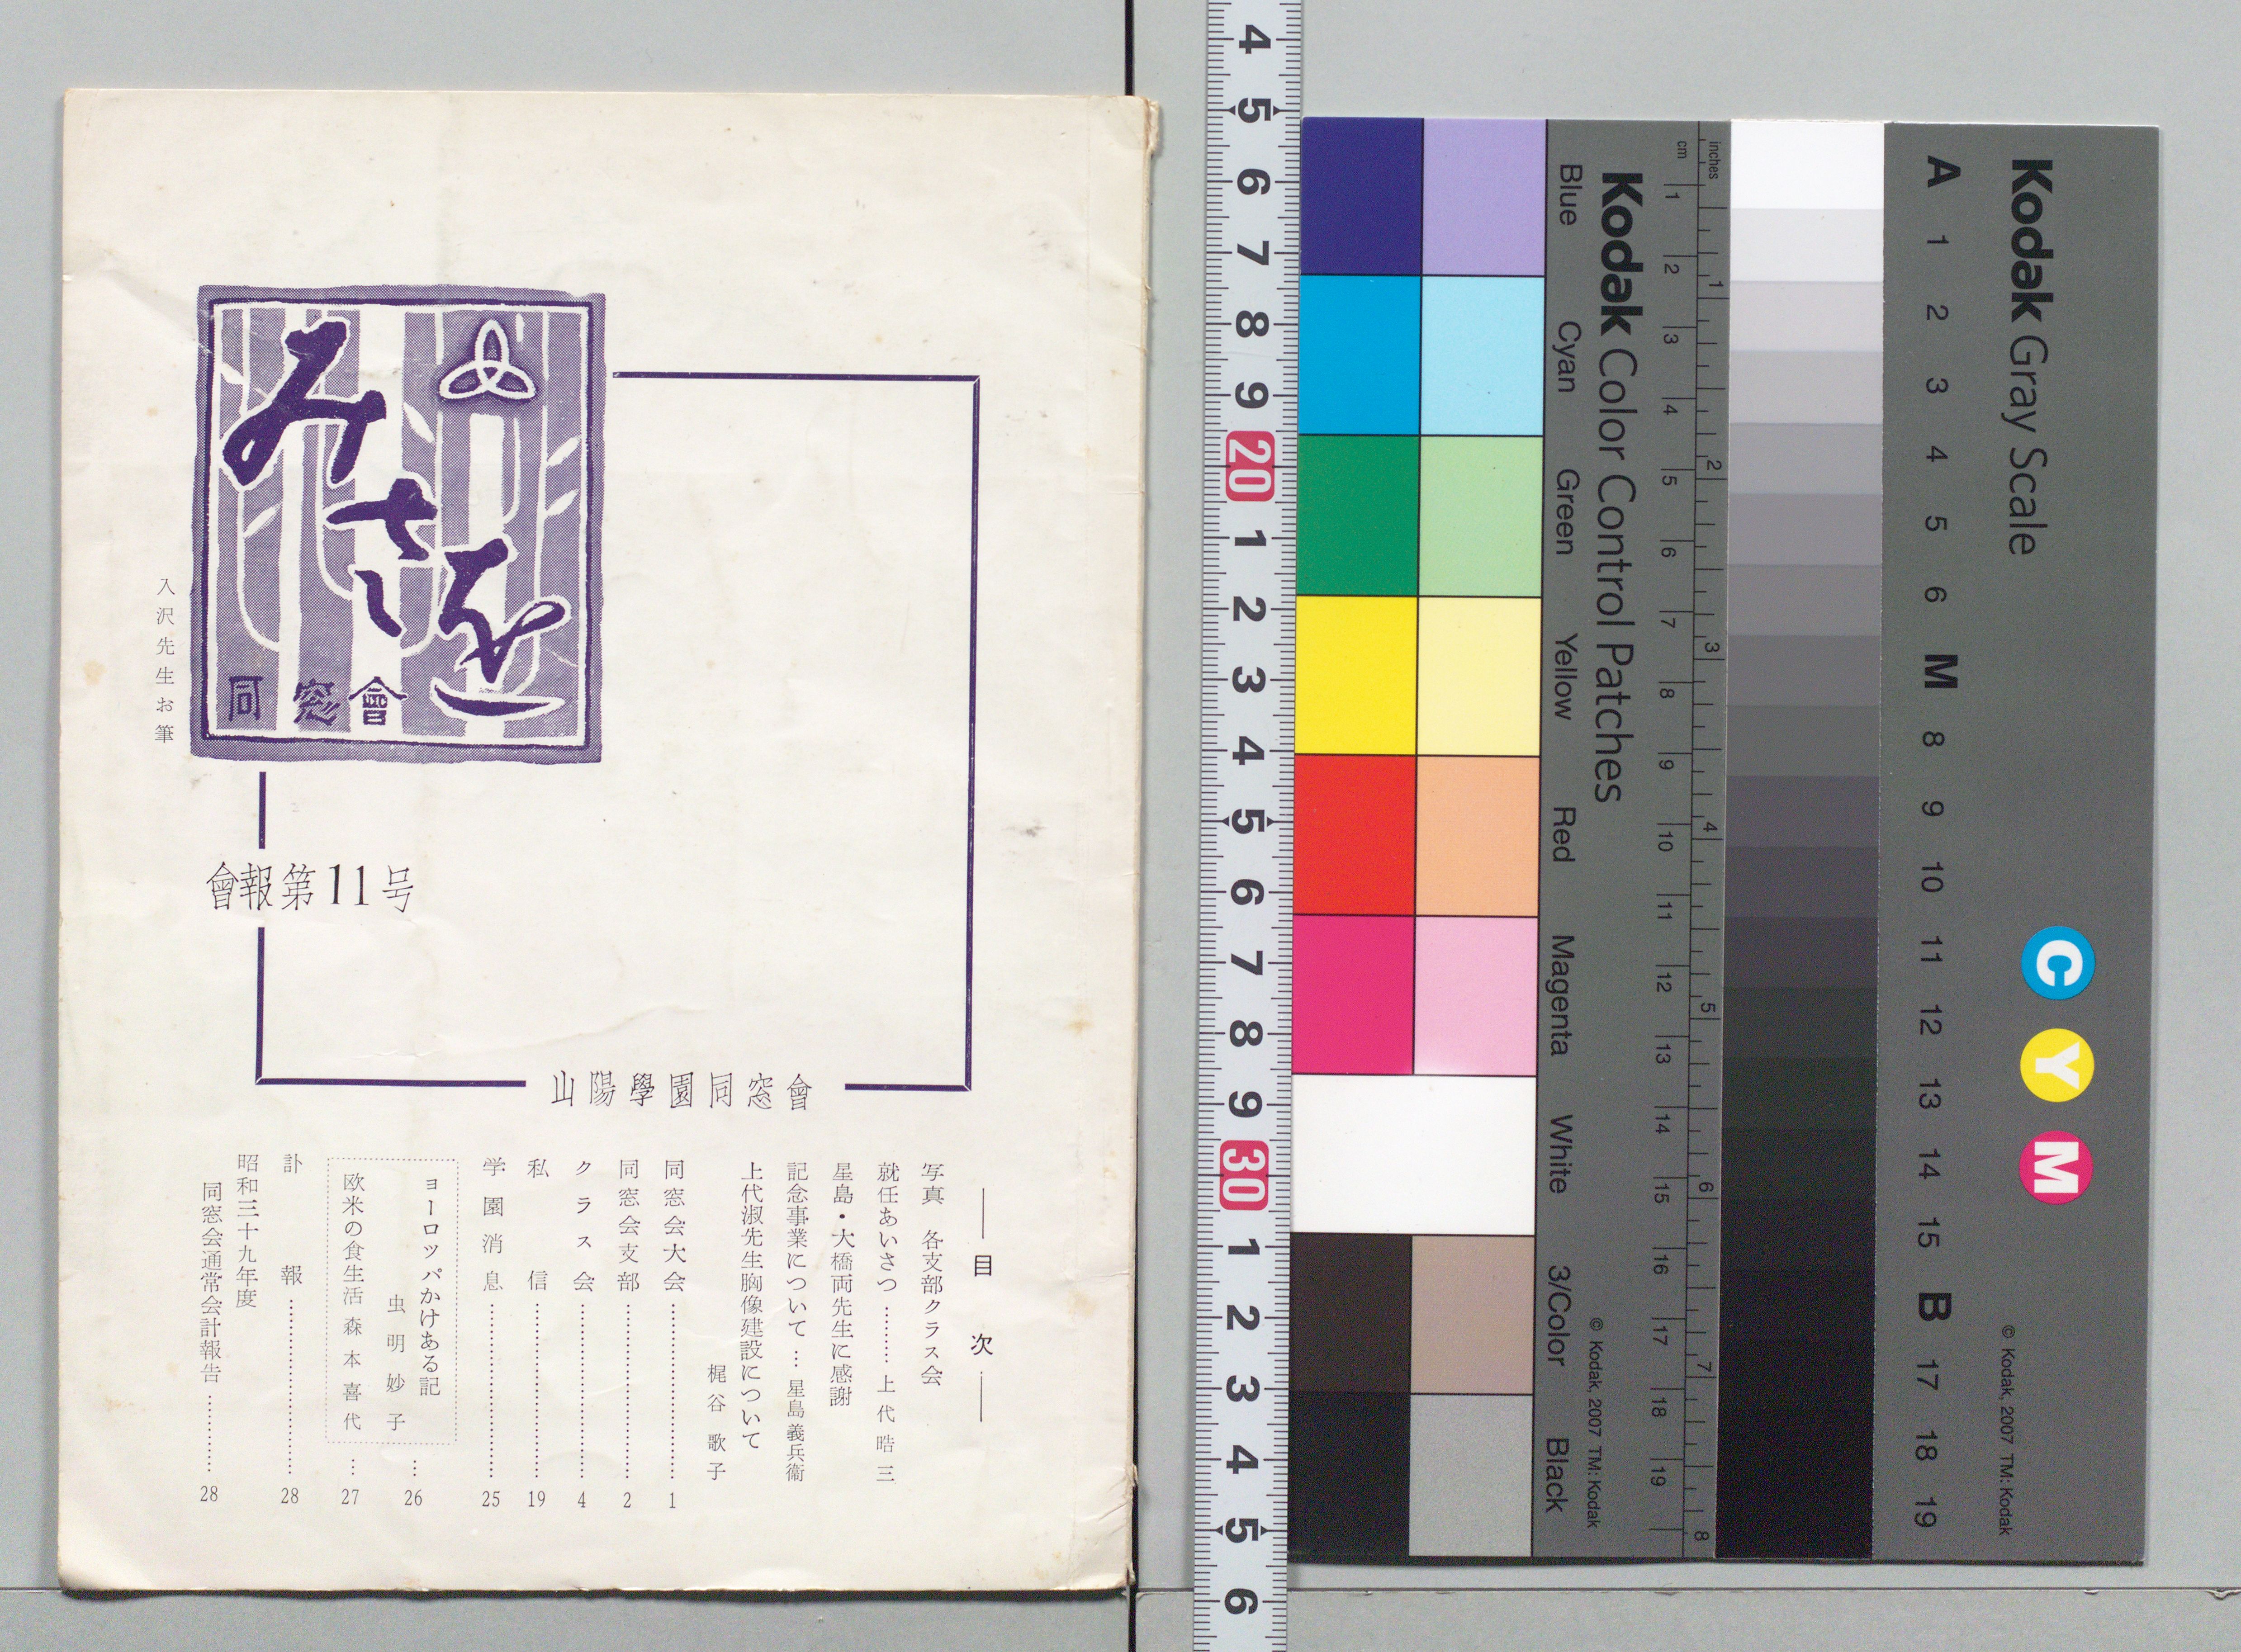 みさを
同窓會
入沢先生お筆
會報第11号
山陽學園同窓會
―― 目次 ――
写真 各支部クラス会
就任あいさつ ……… 上代晧三
星島・大橋両先生に感謝
記念事業について … 星島義兵衛
上代淑先生胸像建設について
梶谷歌子
同窓会大会 ……………… 1
同窓会支部 ……………… 2
クラス会 ……………… 4
私信 ……………… 19
学園消息 ……………… 25
ヨーロッパかけある記
虫明妙子 … 26
欧米の食生活 森本喜代 … 27
訃報 ……………… 28
昭和三十九年度
同窓会通常会計報告 ………… 28
4 5 6 7 8 9 20 1 2 3 4 5 6 7 8 9 30 1 2 3 4 5 6
Kodak Gray Scale
C Y M
© Kodak, 2007 TM: Kodak
A 1 2 3 4 5 6 M 8 9 10 11 12 13 14 15 B 17 18 19
inches 1 2 3 4 5 6 7 8
cm 1 2 3 4 5 6 7 8 9 10 11 12 13 14 15 16 17 18 19
Kodak Color Control Patches
© Kodak, 2007 TM: Kodak
Blue Cyan Green Yellow Red Magenta White 3/Color Black